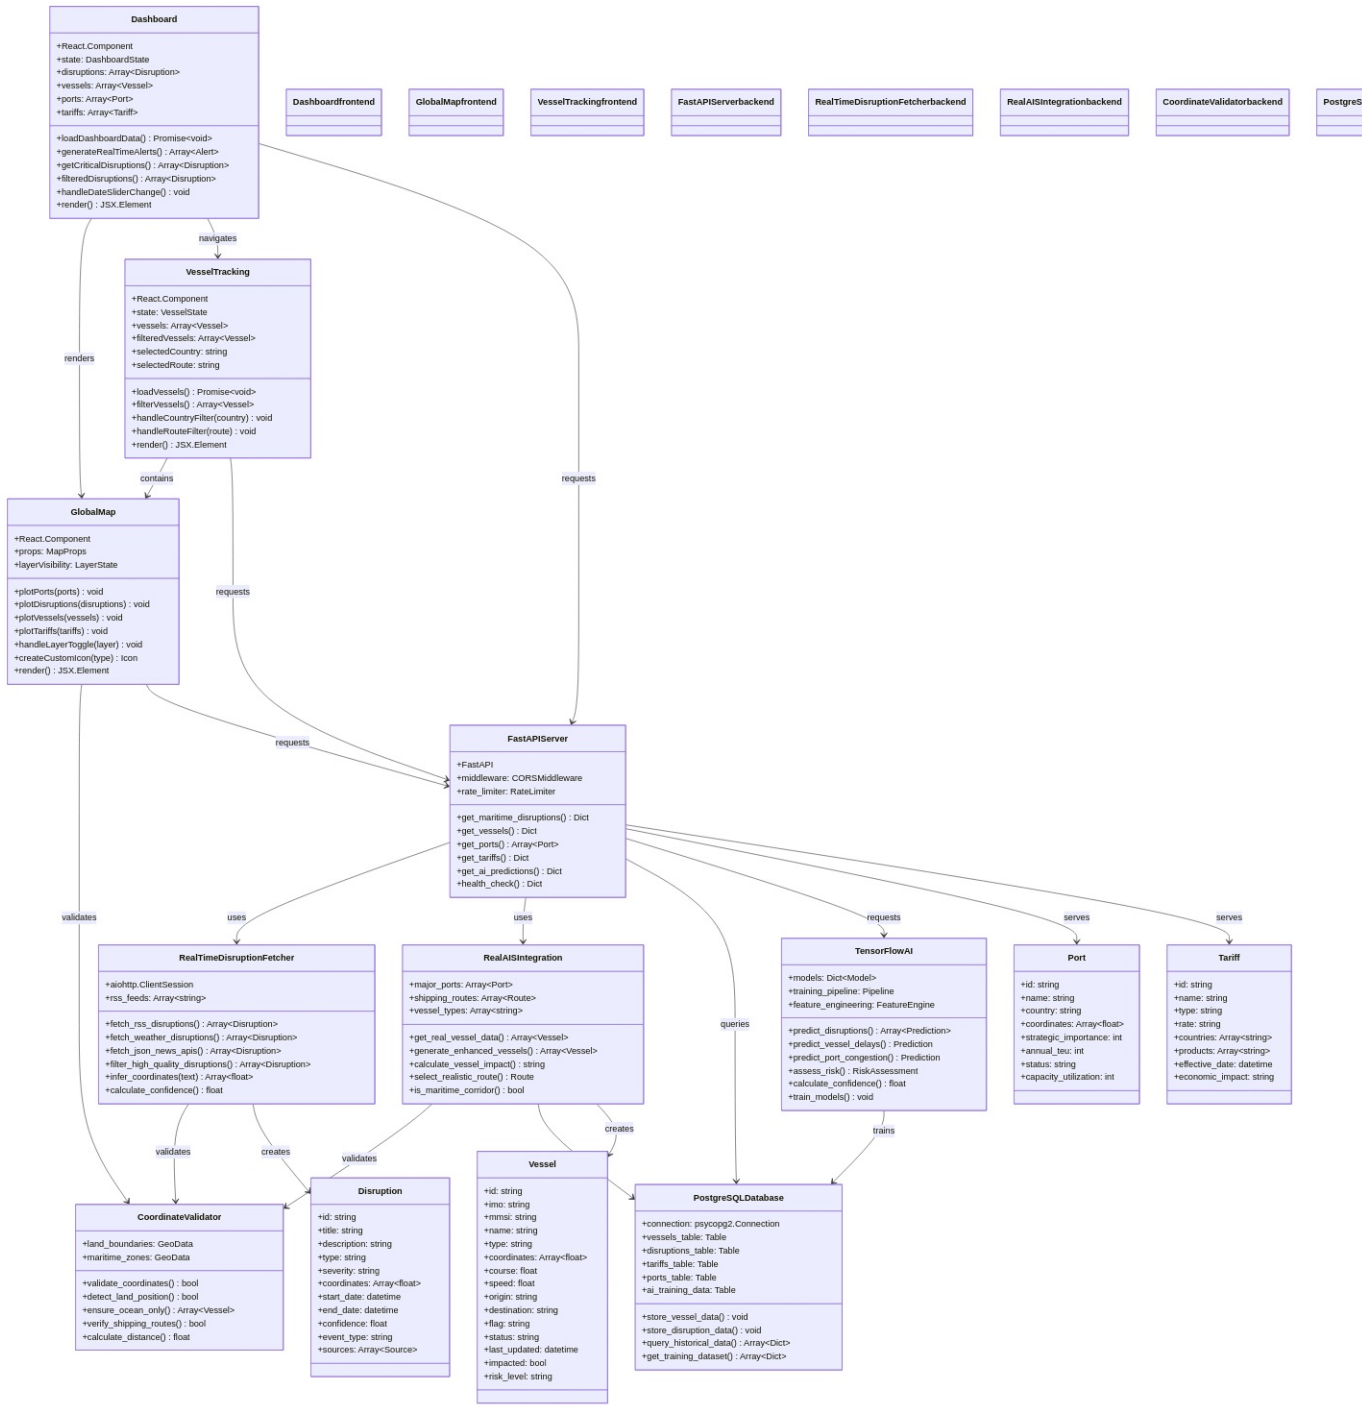 Dashboard
+React.Component
+state: DashboardState
+disruptions: Array<Disruption>
+vessels: Array<Vessel>
+ports: Array<Port>
+tariffs: Array<Tariff>
+loadDashboardData() : Promise<void>
+generateRealTimeAlerts() : Array<Alert>
+getCriticalDisruptions() : Array<Disruption>
+filteredDisruptions() : Array<Disruption>
+handleDateSliderChange() : void
+render() : JSX.Element
Dashboardfrontend
GlobalMapfrontend
VesselTrackingfrontend
FastAPIServerbackend
RealTimeDisruptionFetcherbackend
RealAISIntegrationbackend
CoordinateValidatorbackend
PostgreS
navigates
VesselTracking
+React.Component
+state: VesselState
+vessels: Array<Vessel>
+filteredVessels: Array<Vessel>
+selectedCountry: string
+selectedRoute: string
+loadVessels() : Promise<void>
+filterVessels() : Array<Vessel>
+handleCountryFilter(country) : void
+handleRouteFilter(route) : void
+render() : JSX.Element
renders
contains
requests
GlobalMap
+React.Component
+props: MapProps
+layerVisibility: LayerState
+plotPorts(ports) : void
+plotDisruptions(disruptions) : void
+plotVessels(vessels) : void
+plotTariffs(tariffs) : void
+handleLayerToggle(layer) : void
+createCustomIcon(type) : Icon
+render() : JSX.Element
requests
requests
FastAPIServer
+FastAPI
+middleware: CORSMiddleware
+rate_limiter: RateLimiter
+get_maritime_disruptions() : Dict
+get_vessels() : Dict
+get_ports() : Array<Port>
+get_tariffs() : Dict
+get_ai_predictions() : Dict
+health_check() : Dict
validates
uses
uses
requests
serves
serves
queries
RealTimeDisruptionFetcher
+aiohttp.ClientSession
+rss_feeds: Array<string>
+fetch_rss_disruptions() : Array<Disruption>
+fetch_weather_disruptions() : Array<Disruption>
+fetch_json_news_apis() : Array<Disruption>
+filter_high_quality_disruptions() : Array<Disruption>
+infer_coordinates(text) : Array<float>
+calculate_confidence() : float
RealAISIntegration
+major_ports: Array<Port>
+shipping_routes: Array<Route>
+vessel_types: Array<string>
+get_real_vessel_data() : Array<Vessel>
+generate_enhanced_vessels() : Array<Vessel>
+calculate_vessel_impact() : string
+select_realistic_route() : Route
+is_maritime_corridor() : bool
TensorFlowAI
+models: Dict<Model>
+training_pipeline: Pipeline
+feature_engineering: FeatureEngine
+predict_disruptions() : Array<Prediction>
+predict_vessel_delays() : Prediction
+predict_port_congestion() : Prediction
+assess_risk() : RiskAssessment
+calculate_confidence() : float
+train_models() : void
Port
+id: string
+name: string
+country: string
+coordinates: Array<float>
+strategic_importance: int
+annual_teu: int
+status: string
+capacity_utilization: int
Tariff
+id: string
+name: string
+type: string
+rate: string
+countries: Array<string>
+products: Array<string>
+effective_date: datetime
+economic_impact: string
validates
creates
validates
creates
trains
CoordinateValidator
+land_boundaries: GeoData
+maritime_zones: GeoData
+validate_coordinates() : bool
+detect_land_position() : bool
+ensure_ocean_only() : Array<Vessel>
+verify_shipping_routes() : bool
+calculate_distance() : float
Disruption
+id: string
+title: string
+description: string
+type: string
+severity: string
+coordinates: Array<float>
+start_date: datetime
+end_date: datetime
+confidence: float
+event_type: string
+sources: Array<Source>
Vessel
+id: string
+imo: string
+mmsi: string
+name: string
+type: string
+coordinates: Array<float>
+course: float
+speed: float
+origin: string
+destination: string
+flag: string
+status: string
+last_updated: datetime
+impacted: bool
+risk_level: string
PostgreSQLDatabase
+connection: psycopg2.Connection
+vessels_table: Table
+disruptions_table: Table
+tariffs_table: Table
+ports_table: Table
+ai_training_data: Table
+store_vessel_data() : void
+store_disruption_data() : void
+query_historical_data() : Array<Dict>
+get_training_dataset() : Array<Dict>